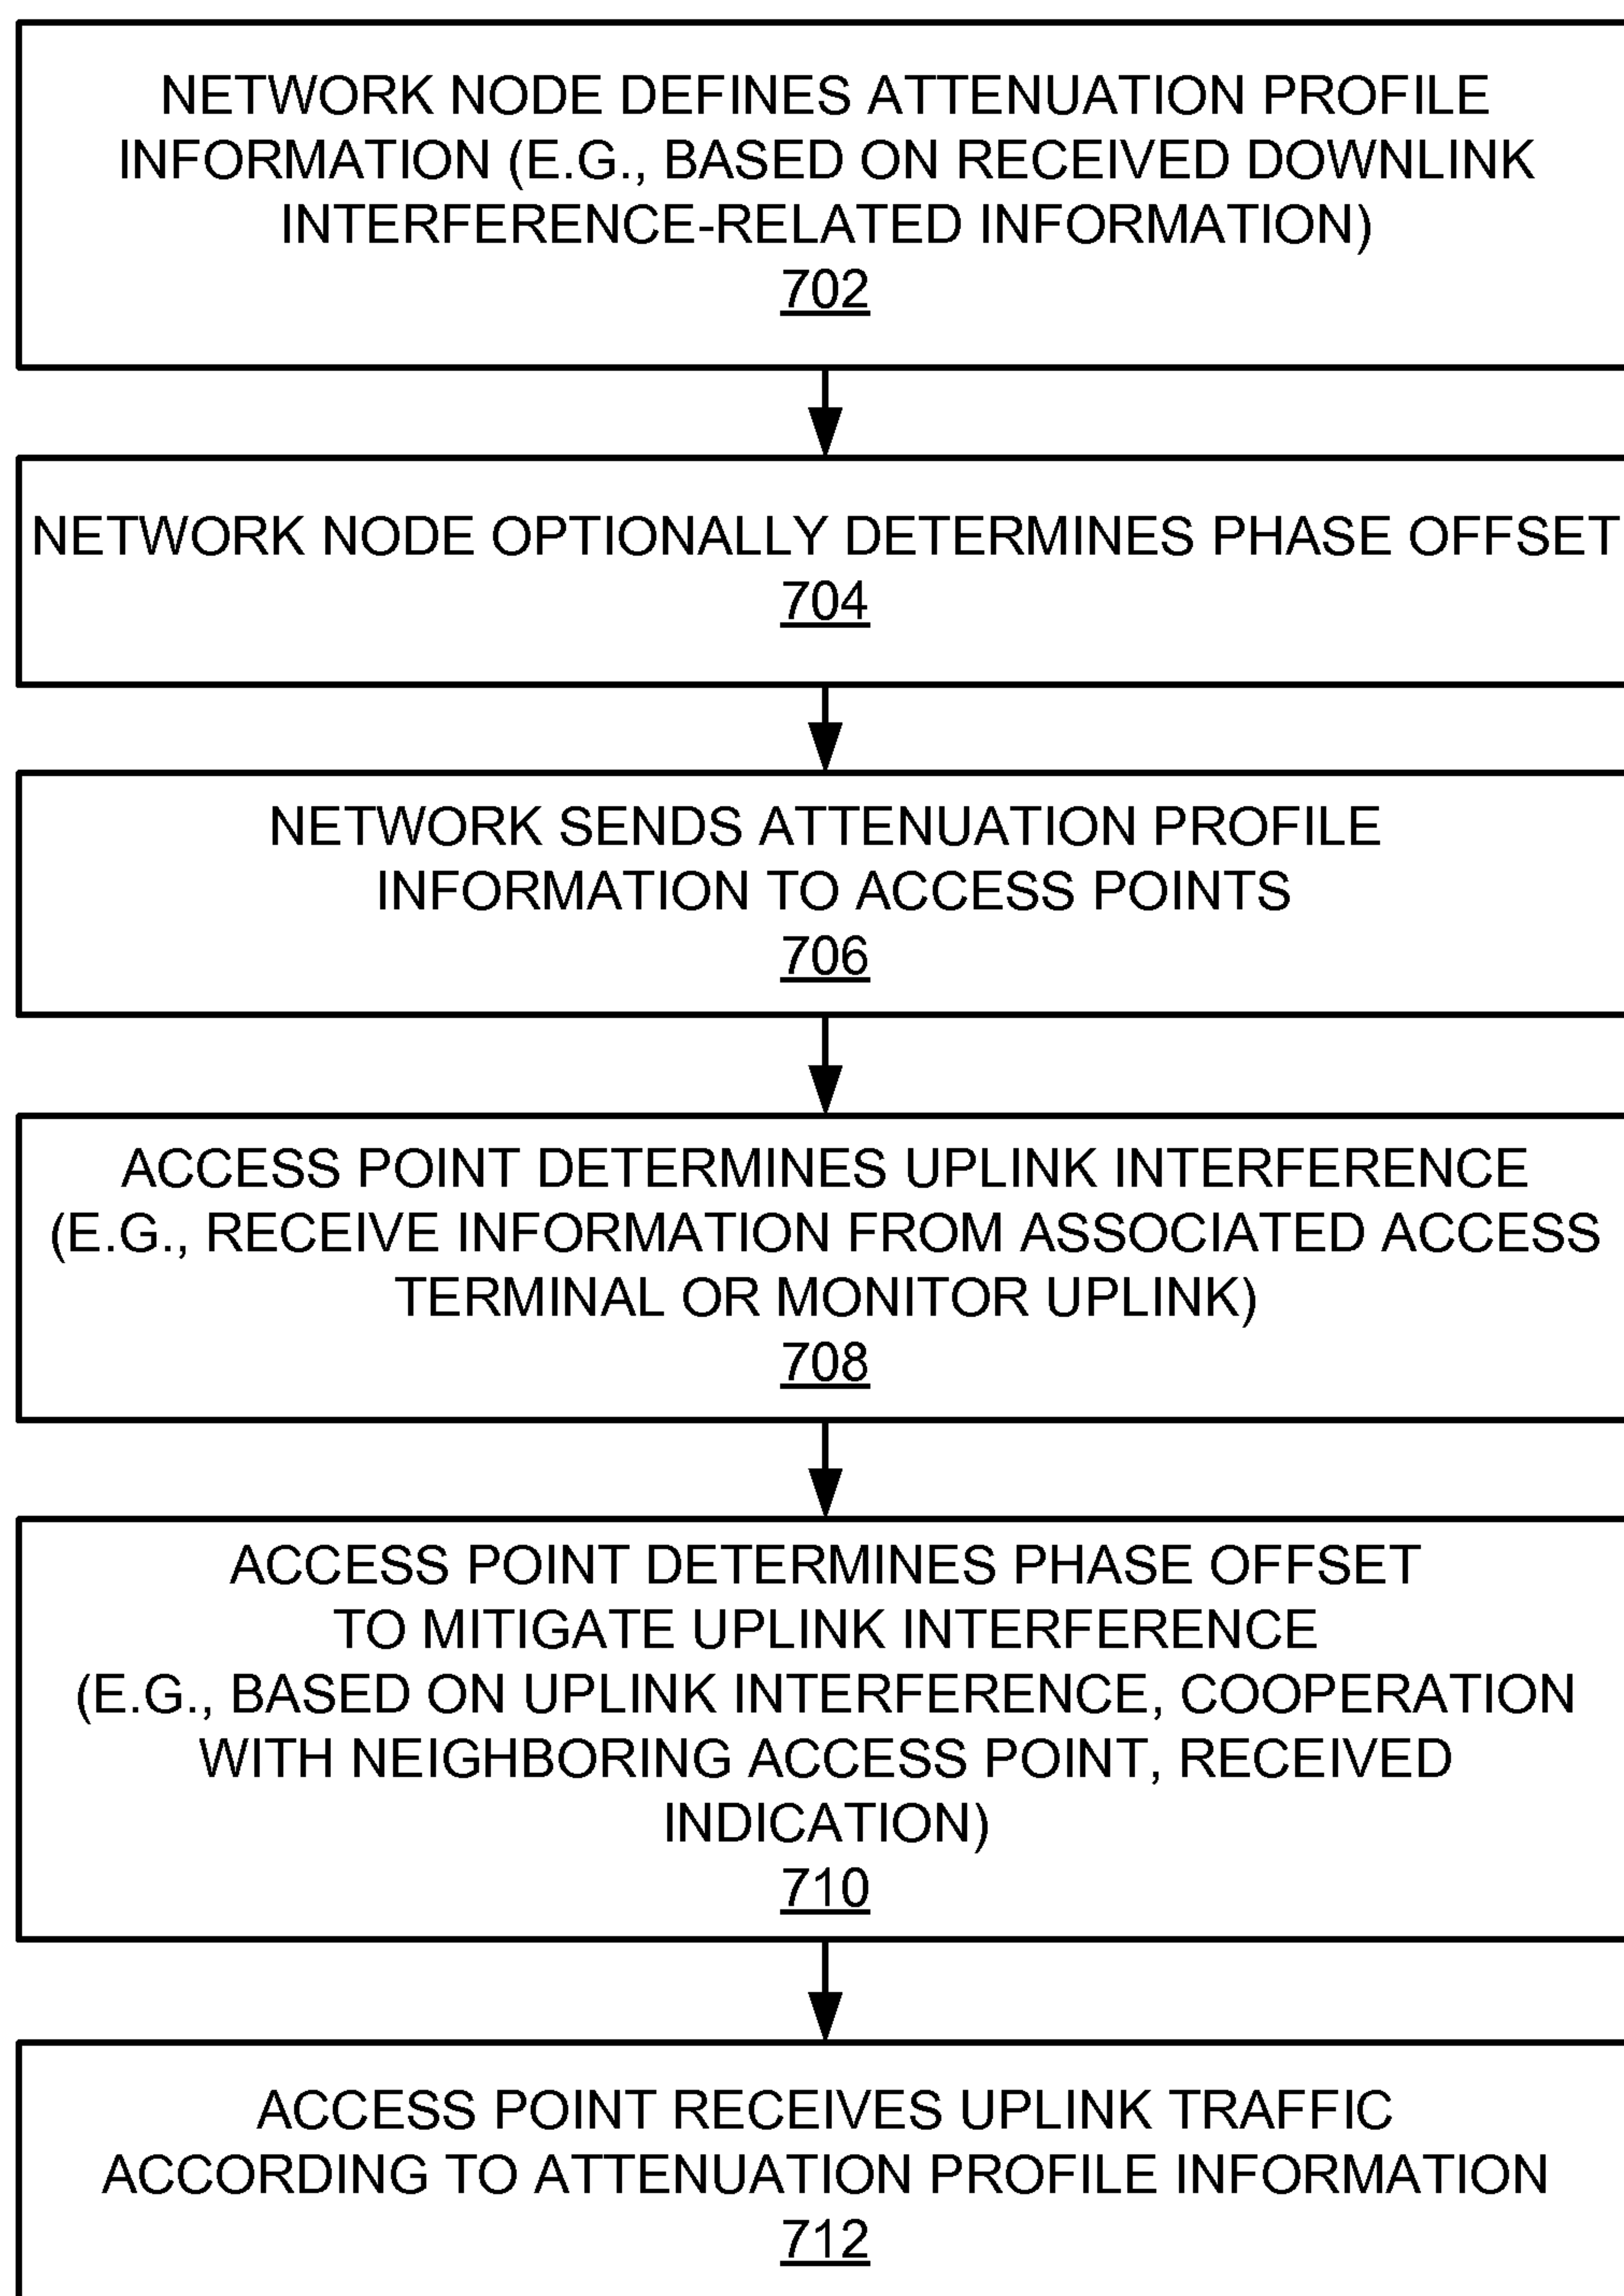 NETWORK NODE DEFINES ATTENUATION PROFILE
INFORMATION (E.G., BASED ON RECEIVED DOWNLINK
INTERFERENCE-RELATED INFORMATION)
702
NETWORK NODE OPTIONALLY DETERMINES PHASE OFFSET
704
NETWORK SENDS ATTENUATION PROFILE
INFORMATION TO ACCESS POINTS
706
ACCESS POINT DETERMINES UPLINK INTERFERENCE
(E.G., RECEIVE INFORMATION FROM ASSOCIATED ACCESS
TERMINAL OR MONITOR UPLINK)
708
ACCESS POINT DETERMINES PHASE OFFSET
TO MITIGATE UPLINK INTERFERENCE
(E.G., BASED ON UPLINK INTERFERENCE, COOPERATION
WITH NEIGHBORING ACCESS POINT, RECEIVED
INDICATION)
710
ACCESS POINT RECEIVES UPLINK TRAFFIC
ACCORDING TO ATTENUATION PROFILE INFORMATION
712